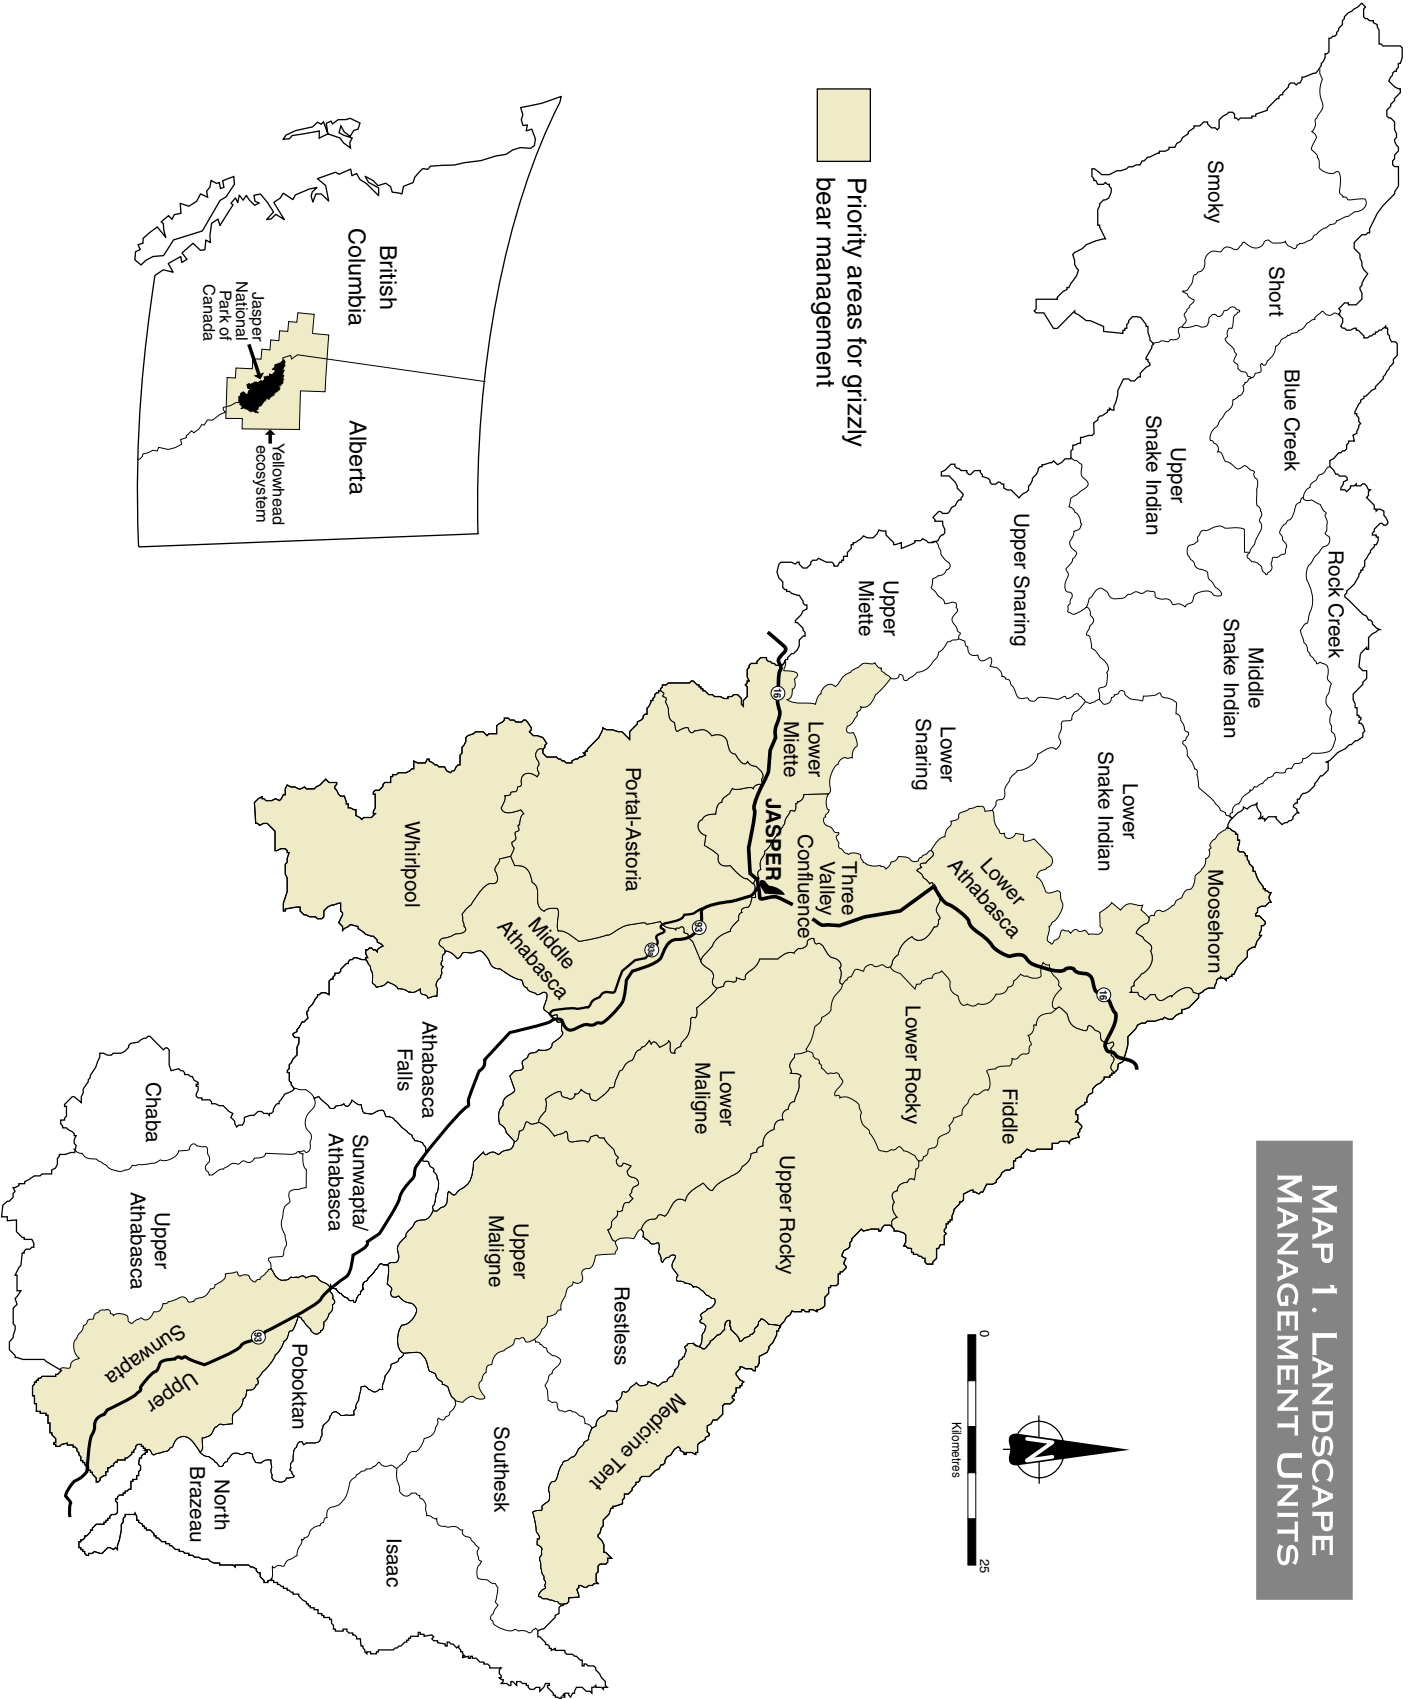 MAP 1. LANDSCAPE
MANAGEMENT UNITS
Priority areas for grizzly
bear management
0
25
Kilometres
N
Smoky
Short
Blue Creek
Rock Creek
Upper
Snake Indian
Middle
Snake Indian
Upper Snaring
Lower
Snake Indian
Moosehorn
Upper
Miette
Lower
Snaring
Lower
Athabasca
16
Lower
Miette
16
JASPER
Three
Valley
Confluence
Lower Rocky
Fiddle
Portal-Astoria
93
93a
Middle
Athabasca
Whirlpool
Lower
Maligne
Upper Rocky
Athabasca
Falls
Upper
Maligne
Restless
Medicine Tent
Chaba
Sunwapta/
Athabasca
Upper
Athabasca
Sunwapta
Upper
93
Poboktan
Southesk
North
Brazeau
Isaac
British
Columbia
Alberta
Jasper
National
Park of
Canada
Yellowhead
ecosystem